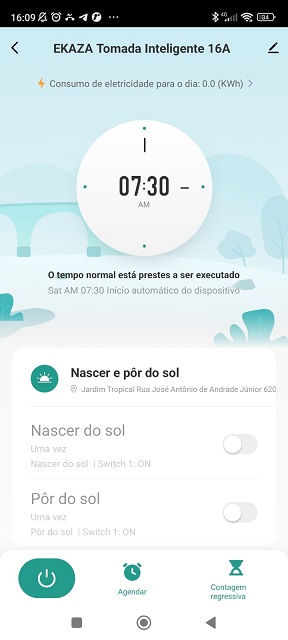 16:09
4G
34
EKAZA Tomada Inteligente 16A
Consumo de eletricidade para o dia: 0.0 (KWh)
07:30
AM
O tempo normal está prestes a ser executado
Sat AM 07:30 Início automático do dispositivo
Nascer e pôr do sol
Jardim Tropical Rua José Antônio de Andrade Júnior 620
Nascer do sol
Uma vez
Nascer do sol | Switch 1: ON
Pôr do sol
Uma vez
Pôr do sol | Switch 1: ON
Agendar
Contagem
regressiva